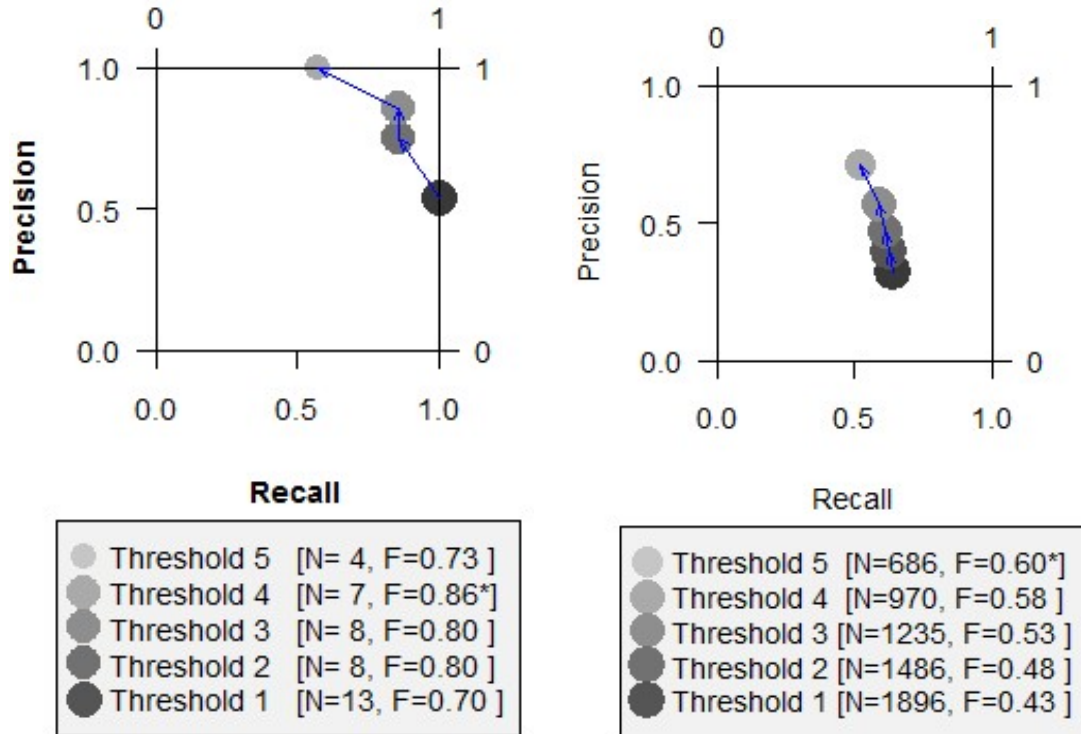 0 1
1.0 1
Precision
0.5
0.0 0
0.0 0.5 1.0
Recall
Threshold 5 [N= 4, F=0.73 ]
Threshold 4 [N= 7, F=0.86*]
Threshold 3 [N= 8, F=0.80 ]
Threshold 2 [N= 8, F=0.80 ]
Threshold 1 [N=13, F=0.70 ]
0 1
1.0 1
Precision
0.5
0.0 0
0.0 0.5 1.0
Recall
Threshold 5 [N=686, F=0.60*]
Threshold 4 [N=970, F=0.58 ]
Threshold 3 [N=1235, F=0.53 ]
Threshold 2 [N=1486, F=0.48 ]
Threshold 1 [N=1896, F=0.43 ]